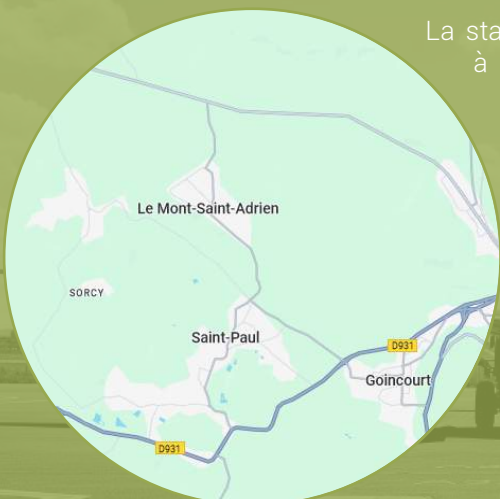 La sta
à
Le Mont-Saint-Adrien
SORCY
Saint-Paul
D931
Goincourt
D931